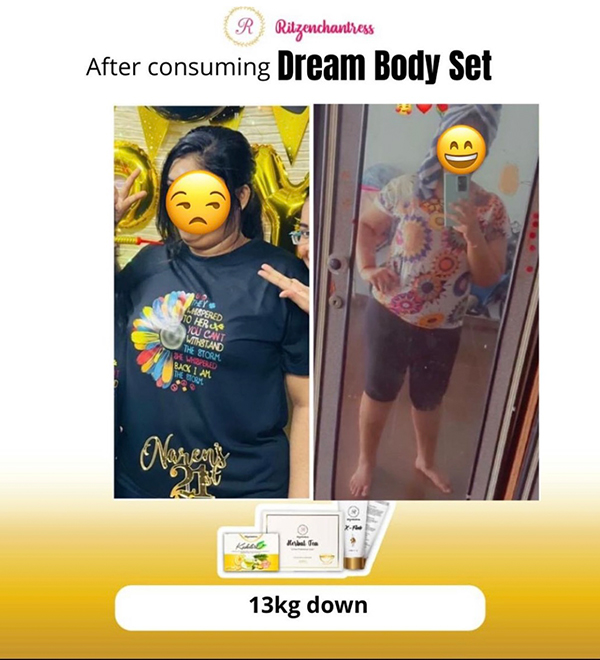 R
Ritzenchantress
After consuming Dream Body Set
THEY
WHISPERED
TO HER
YOU CAN'T
WITHSTAND
THE STORM
SHE WHISPERED
BACK I AM
THE STORM
Naren's
21st
Herbal Tea
13kg down